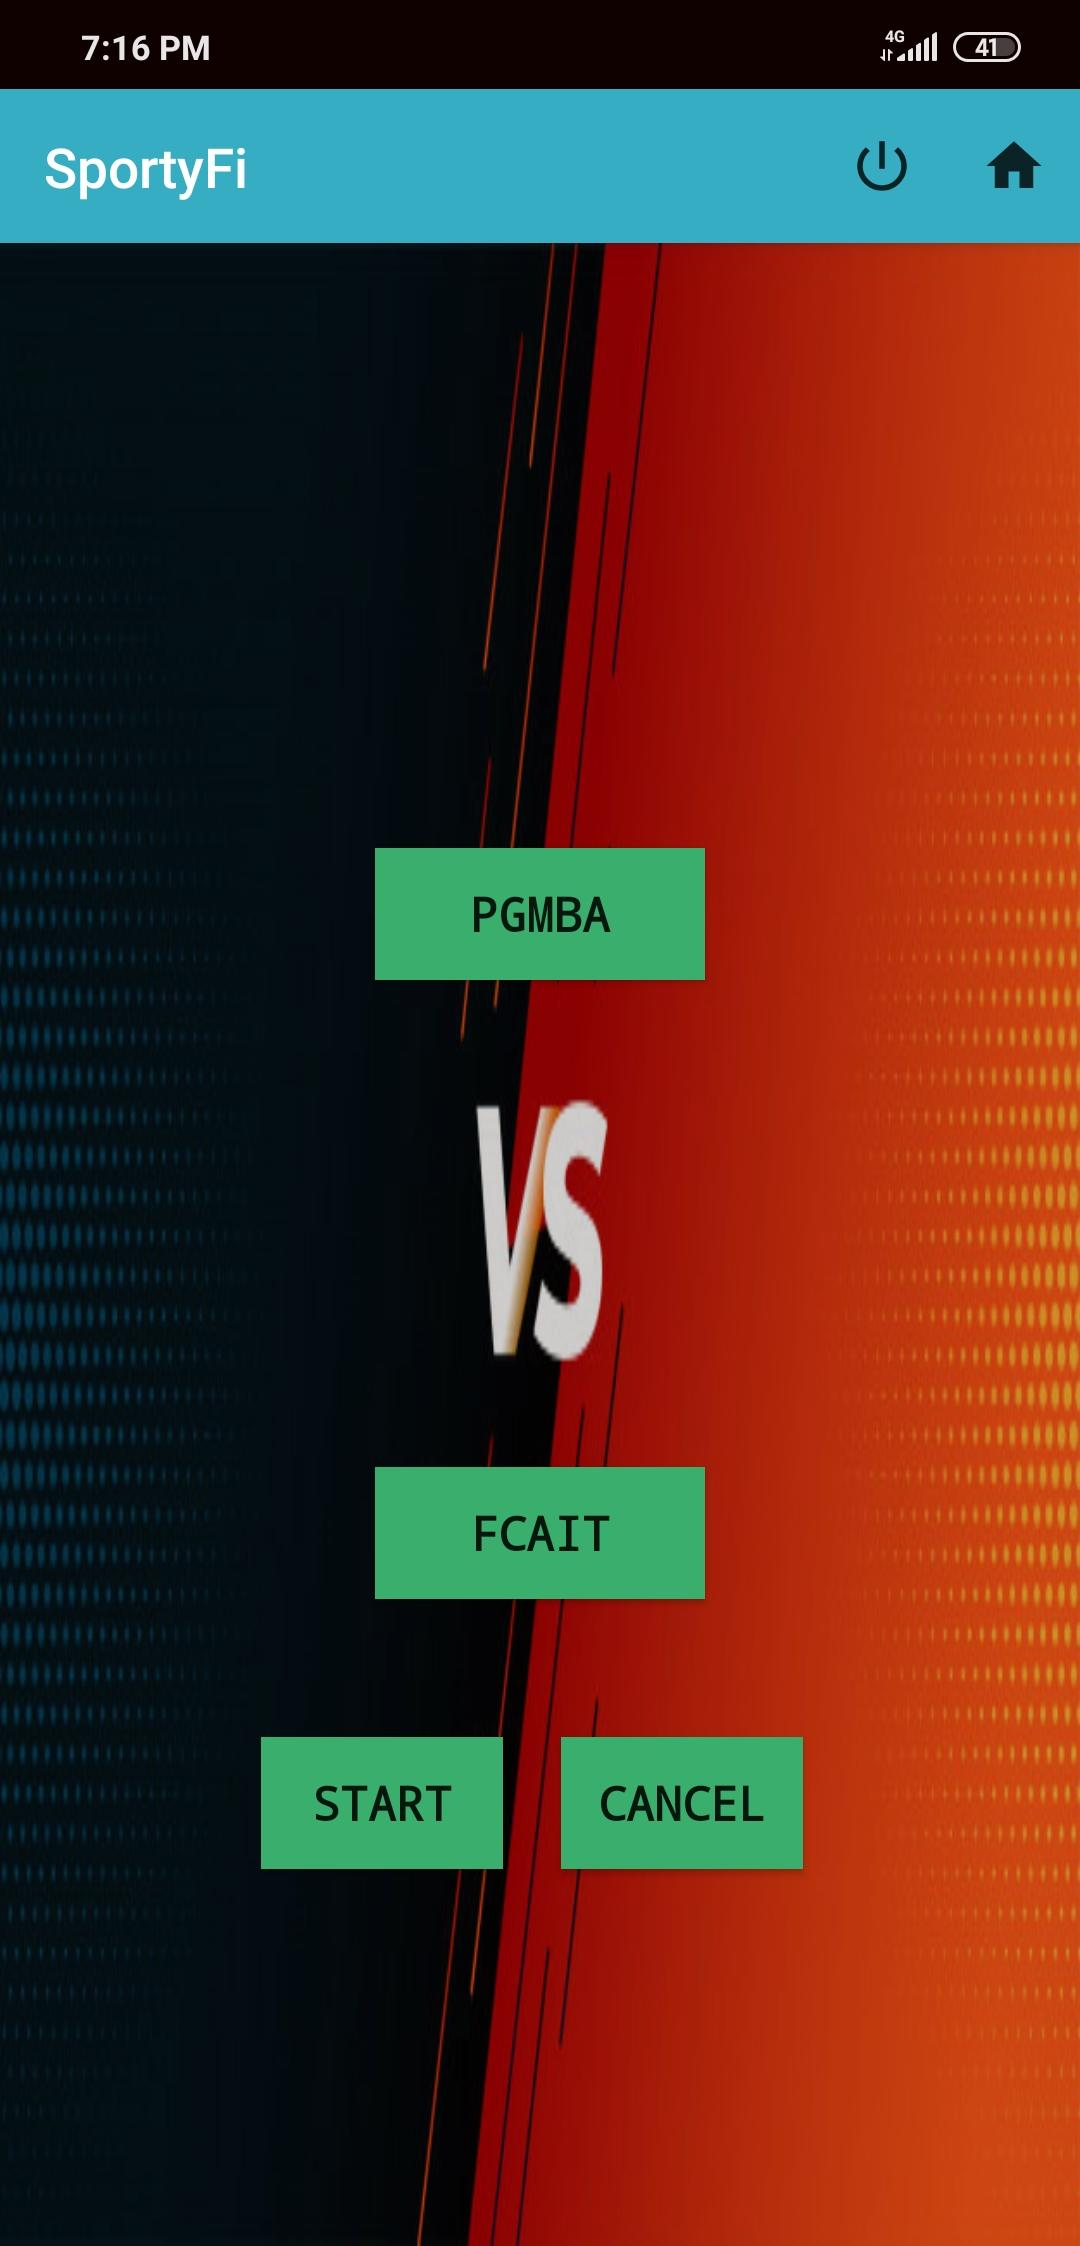 7:16 PM 4G 41
SportyFi
PGMBA
VS
FCAIT
START CANCEL